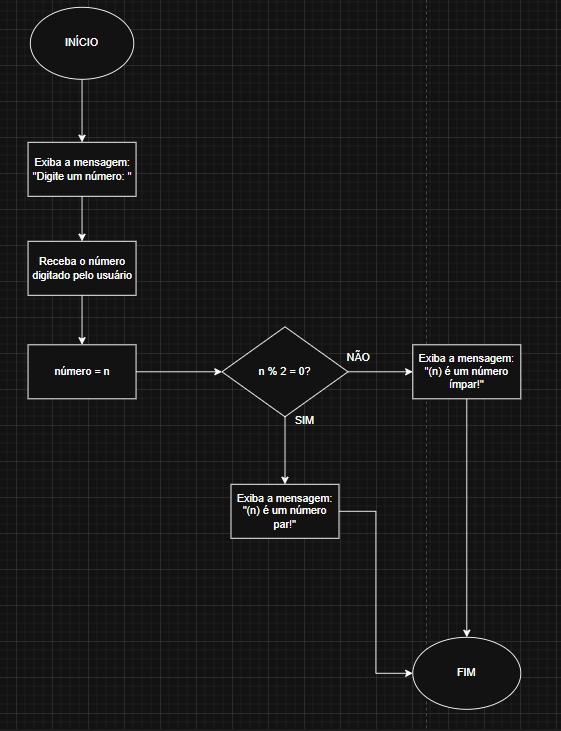 INÍCIO
Exiba a mensagem:
"Digite um número: "
Receba o número
digitado pelo usuário
número = n
n % 2 = 0?
NÃO
Exiba a mensagem:
"(n) é um número
ímpar!"
SIM
Exiba a mensagem:
"(n) é um número
par!"
FIM